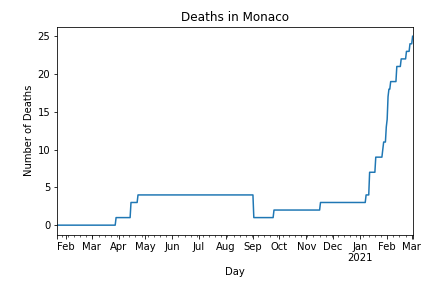 Deaths in Monaco
25
20
15
10
5
0
Number of Deaths
Feb Mar Apr May Jun Jul Aug Sep Oct Nov Dec Jan Feb Mar
2021
Day